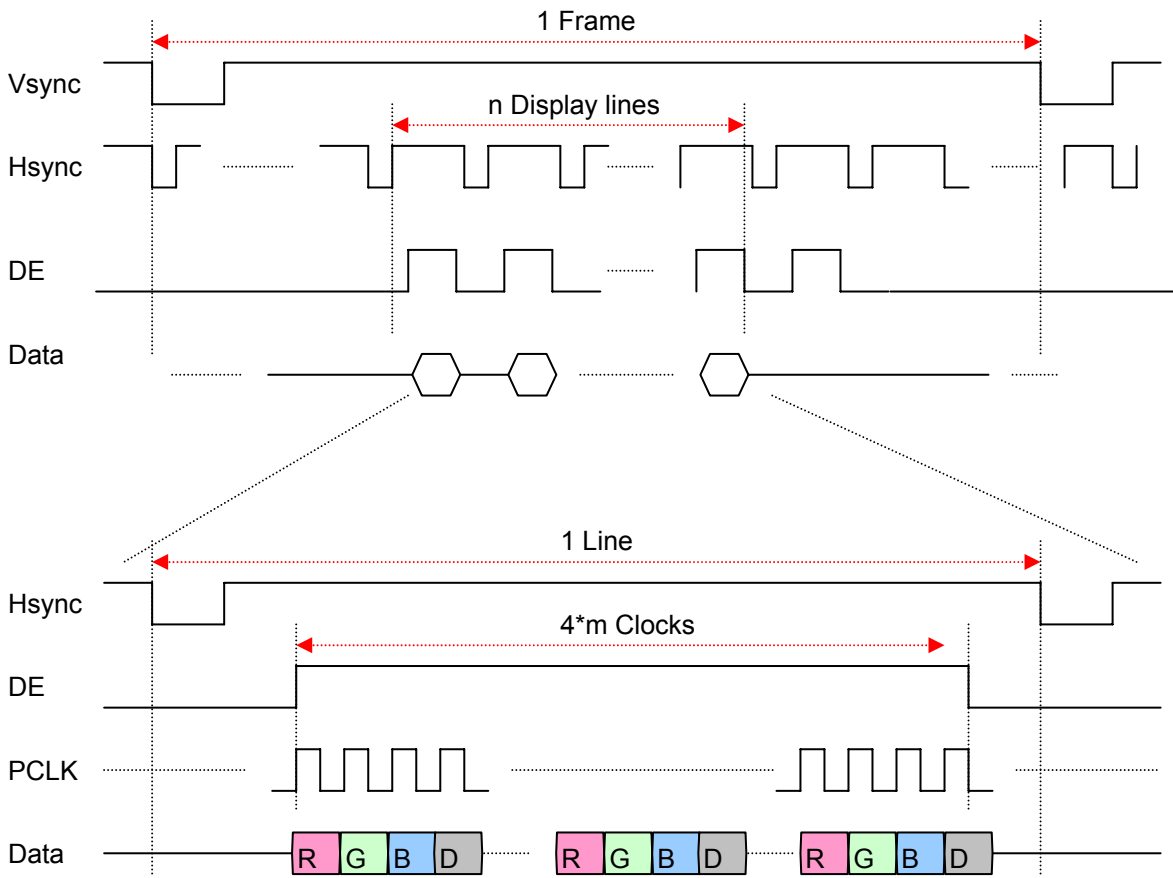 1 Frame
Vsync
n Display lines
Hsync
DE
Data
1 Line
Hsync
4*m Clocks
DE
PCLK
Data R G B D R G B D R G B D